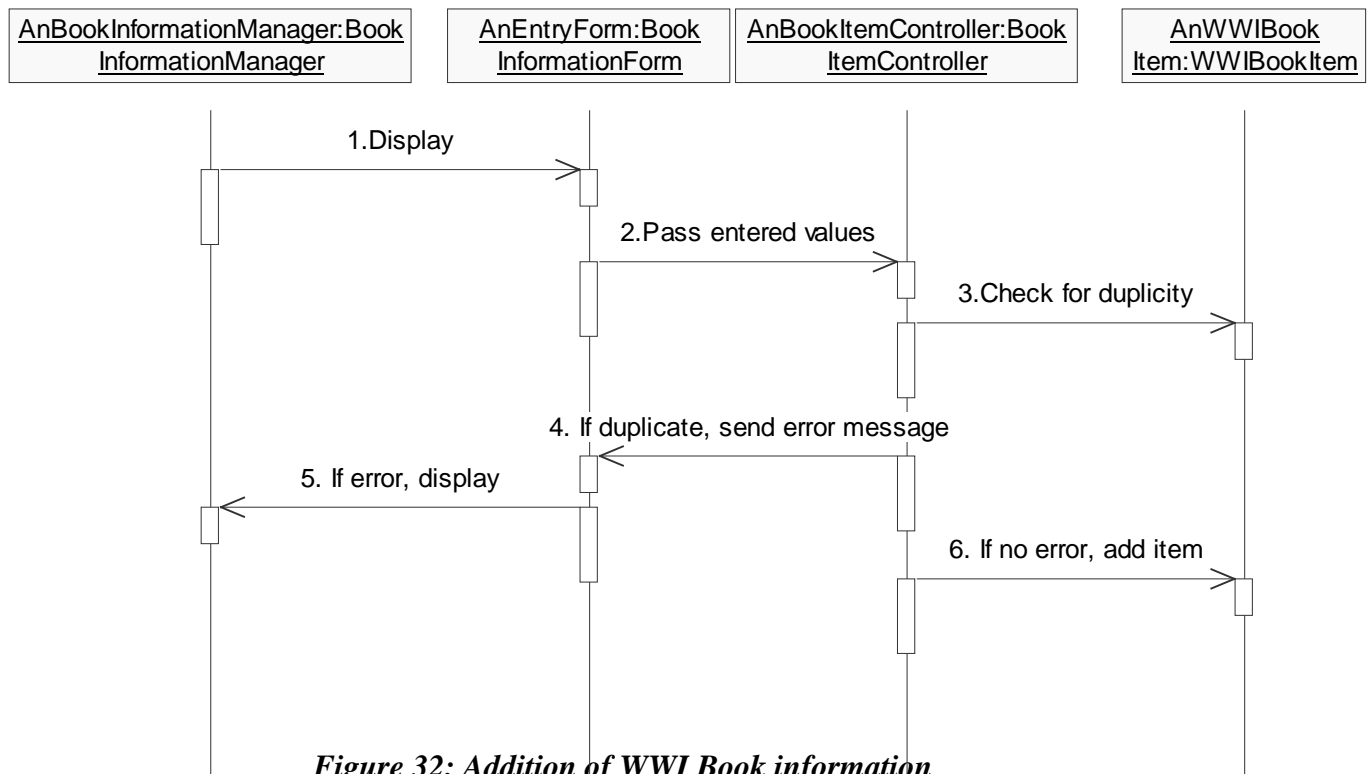 AnBookInformationManager:Book
InformationManager
AnEntryForm:Book
InformationForm
AnBookItemController:Book
ItemController
AnWWIBook
Item:WWIBookItem
1.Display
2.Pass entered values
3.Check for duplicity
4. If duplicate, send error message
5. If error, display
6. If no error, add item
Figure 32: Addition of WWI Book information